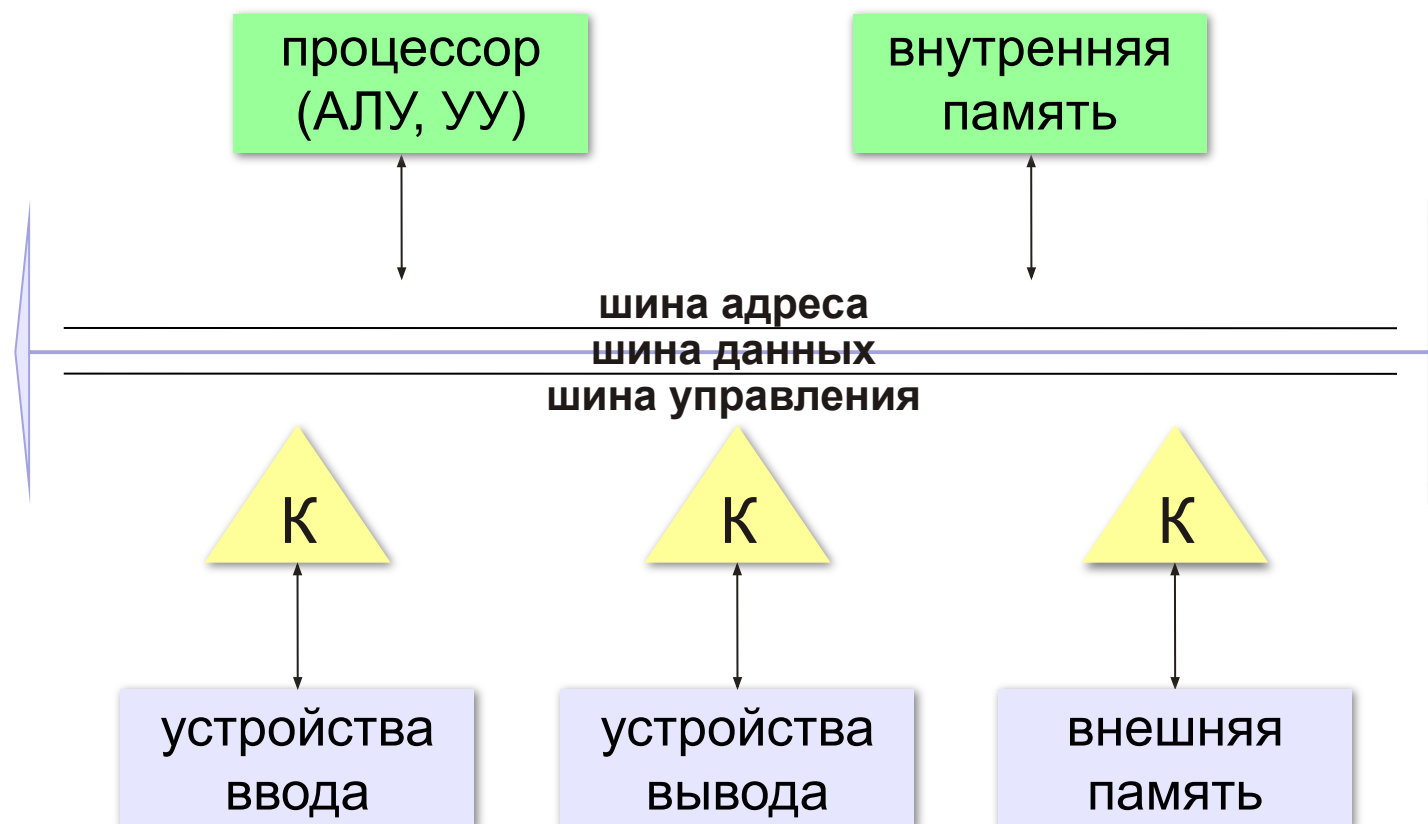 процессор
(АЛУ, УУ)
внутренняя
память
шина адреса
шина данных
шина управления
К
К
К
устройства
ввода
устройства
вывода
внешняя
память